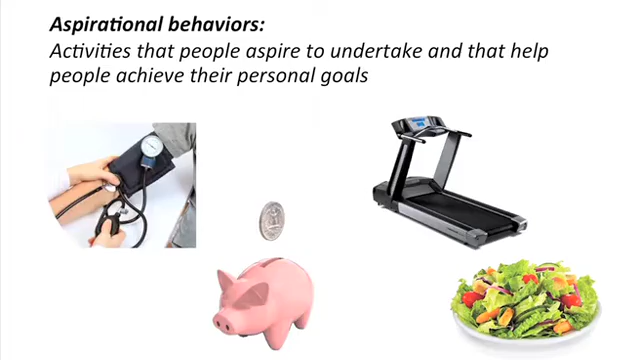 Aspirational behaviors:
Activities that people aspire to undertake and that help
people achieve their personal goals